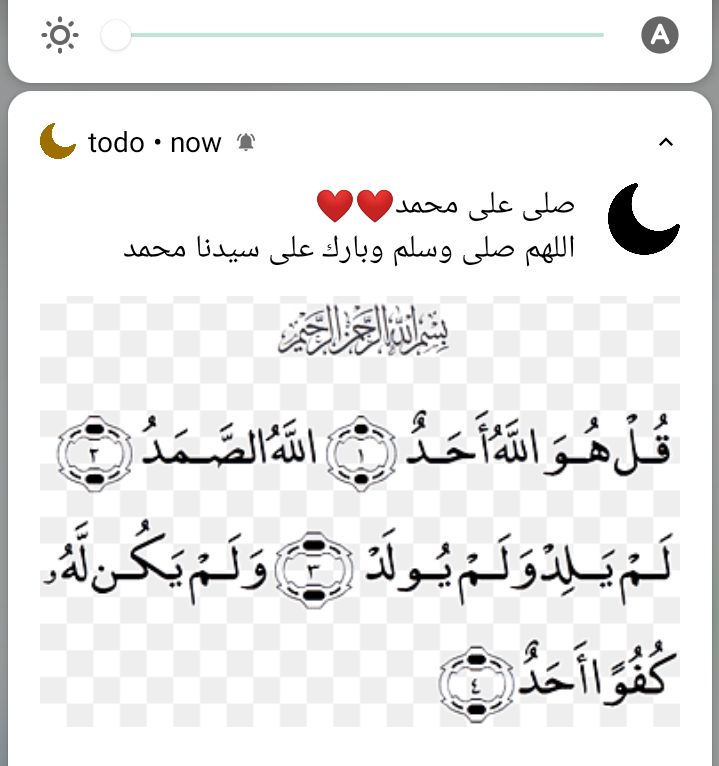 A
todo • now
صلى على محمد❤️❤️
اللهم صلى وسلم وبارك على سيدنا محمد
بِسْمِ اللَّهِ الرَّحْمَنِ الرَّحِيمِ
قُلْ هُوَ اللَّهُ أَحَدٌ ١ اللَّهُ الصَّمَدُ ٢
لَمْ يَلِدْ وَلَمْ يُولَدْ ٣ وَلَمْ يَكُن لَّهُۥ
كُفُوًا أَحَدٌ ٤